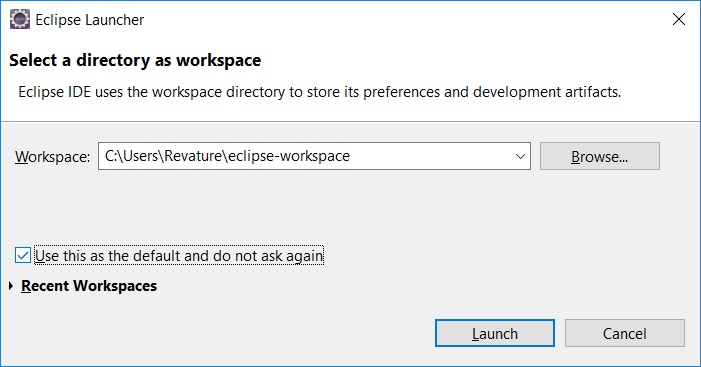 Eclipse Launcher
Select a directory as workspace
Eclipse IDE uses the workspace directory to store its preferences and development artifacts.
Workspace: C:\Users\Revature\eclipse-workspace Browse...
Use this as the default and do not ask again
Recent Workspaces
Launch Cancel